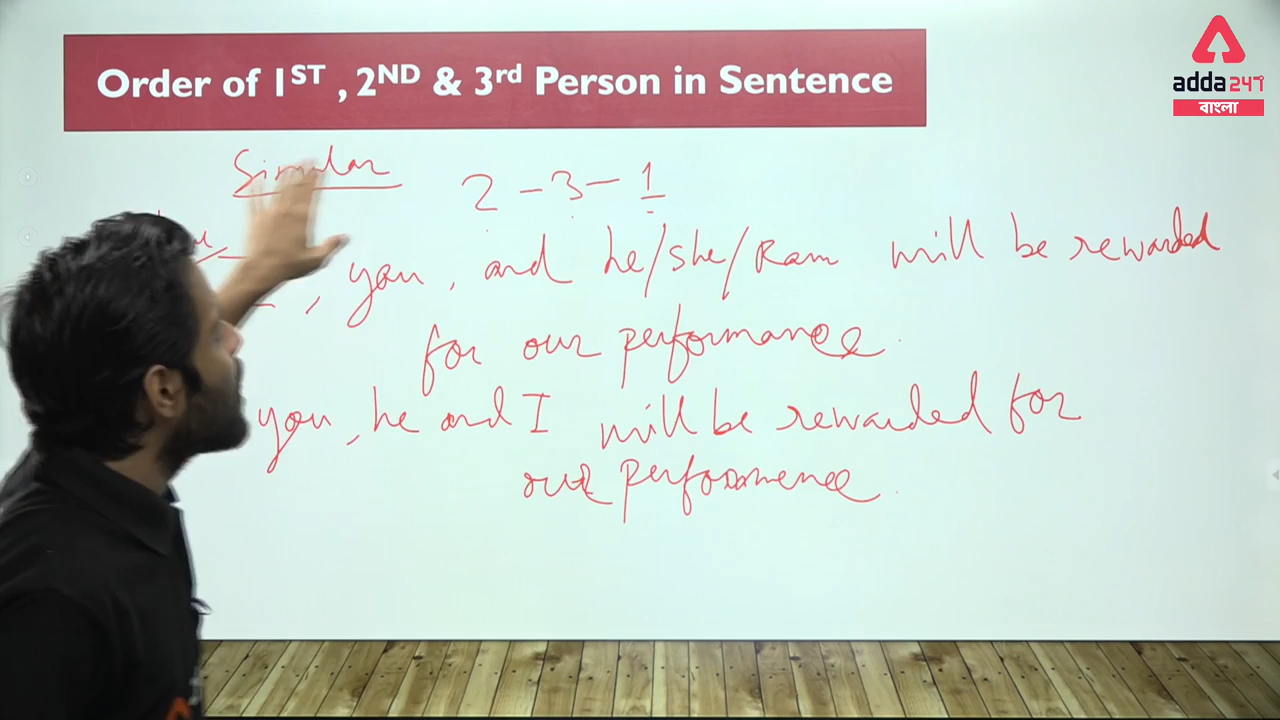 Order of 1ST , 2ND & 3rd Person in Sentence
adda247
বাংলা
Similar
2 - 3 - 1
, you, and he/she/Ram will be rewarded
for our performance.
you, he and I will be rewarded for
our performence.